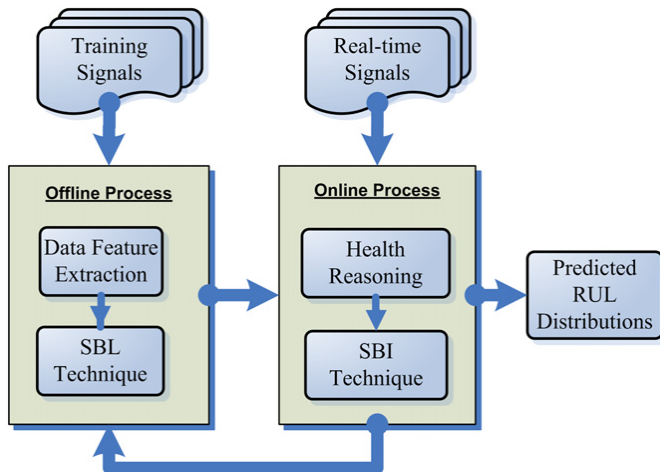 Training
Signals
Real-time
Signals
Offline Process
Data Feature
Extraction
SBL
Technique
Online Process
Health
Reasoning
SBI
Technique
Predicted
RUL
Distributions